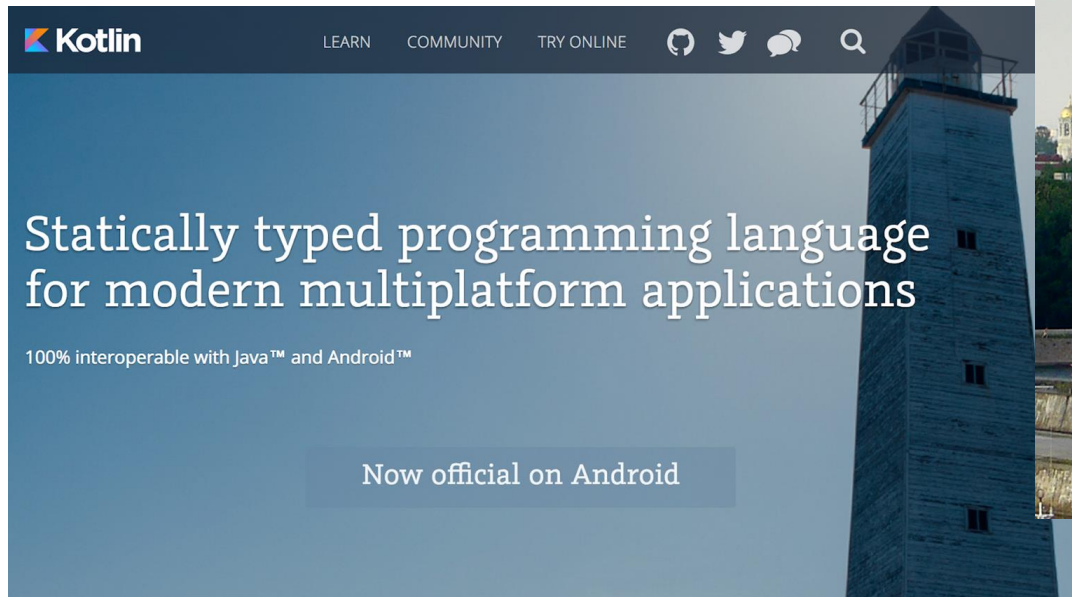 Kotlin
LEARN COMMUNITY TRY ONLINE
Statically typed programming language
for modern multiplatform applications
100% interoperable with Java™ and Android™
Now official on Android